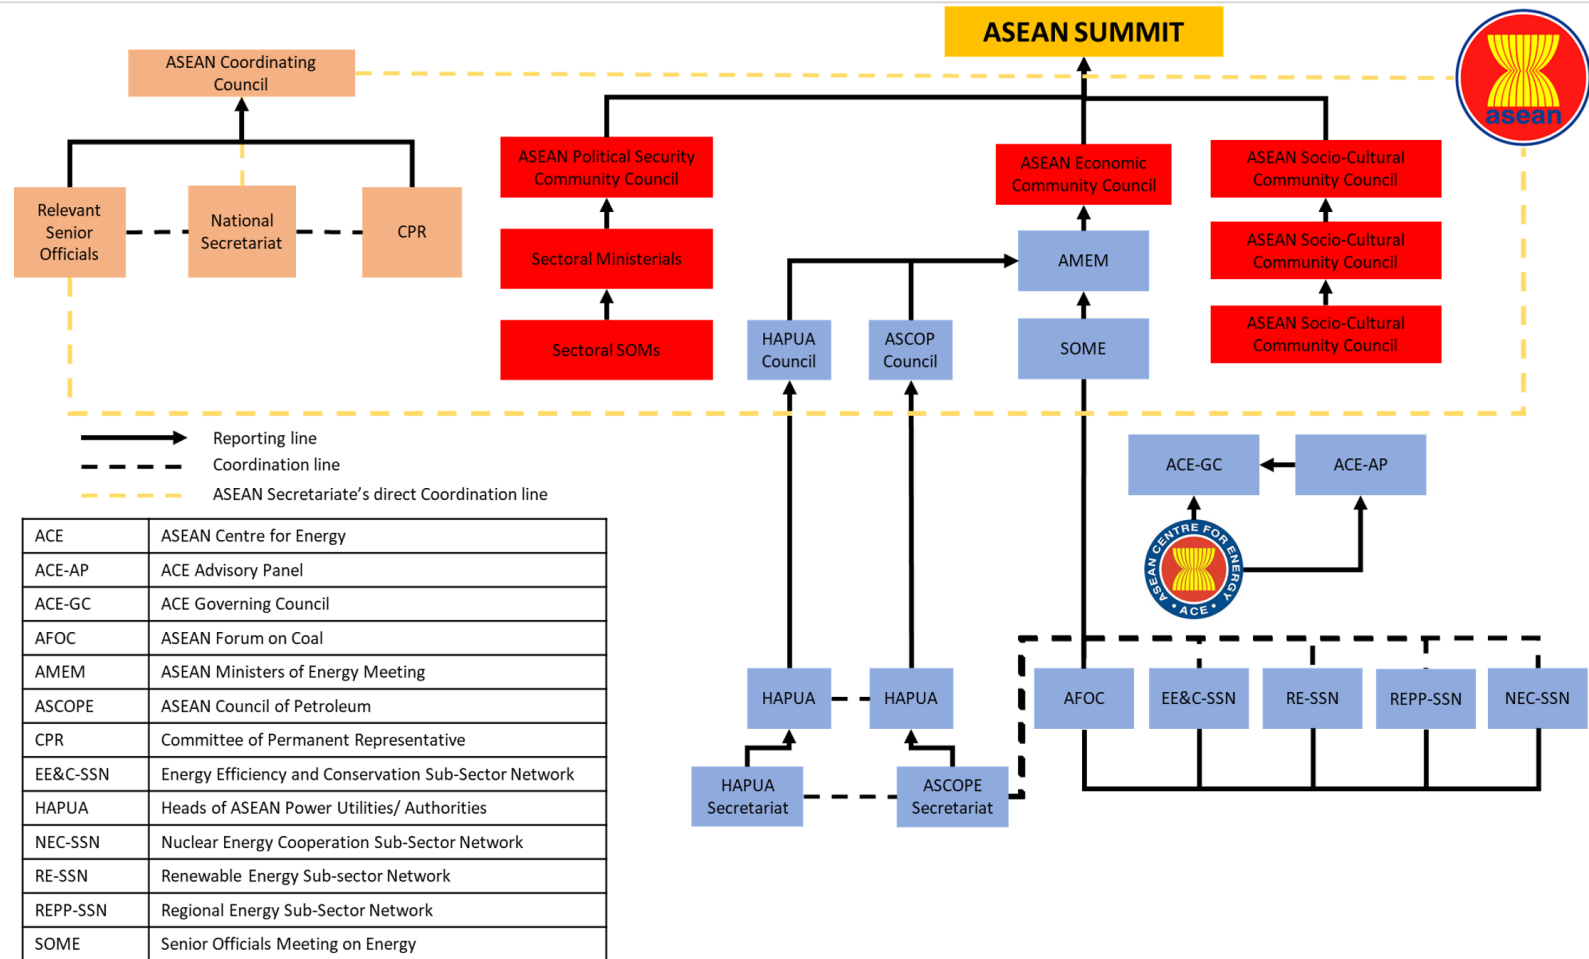 ASEAN SUMMIT
asean
ASEAN Coordinating
Council
Relevant
Senior
Officials
National
Secretariat
CPR
ASEAN Political Security
Community Council
Sectoral Ministerials
Sectoral SOMs
ASEAN Economic
Community Council
AMEM
SOME
ASEAN Socio-Cultural
Community Council
ASEAN Socio-Cultural
Community Council
ASEAN Socio-Cultural
Community Council
HAPUA
Council
ASCOP
Council
Reporting line
Coordination line
ASEAN Secretariate's direct Coordination line
ACE-GC
ACE-AP
ASEAN CENTRE FOR ENERGY
• ACE •
HAPUA
HAPUA
AFOC
EE&C-SSN
RE-SSN
REPP-SSN
NEC-SSN
HAPUA
Secretariat
ASCOPE
Secretariat
ACE ASEAN Centre for Energy
ACE-AP ACE Advisory Panel
ACE-GC ACE Governing Council
AFOC ASEAN Forum on Coal
AMEM ASEAN Ministers of Energy Meeting
ASCOPE ASEAN Council of Petroleum
CPR Committee of Permanent Representative
EE&C-SSN Energy Efficiency and Conservation Sub-Sector Network
HAPUA Heads of ASEAN Power Utilities/ Authorities
NEC-SSN Nuclear Energy Cooperation Sub-Sector Network
RE-SSN Renewable Energy Sub-sector Network
REPP-SSN Regional Energy Sub-Sector Network
SOME Senior Officials Meeting on Energy